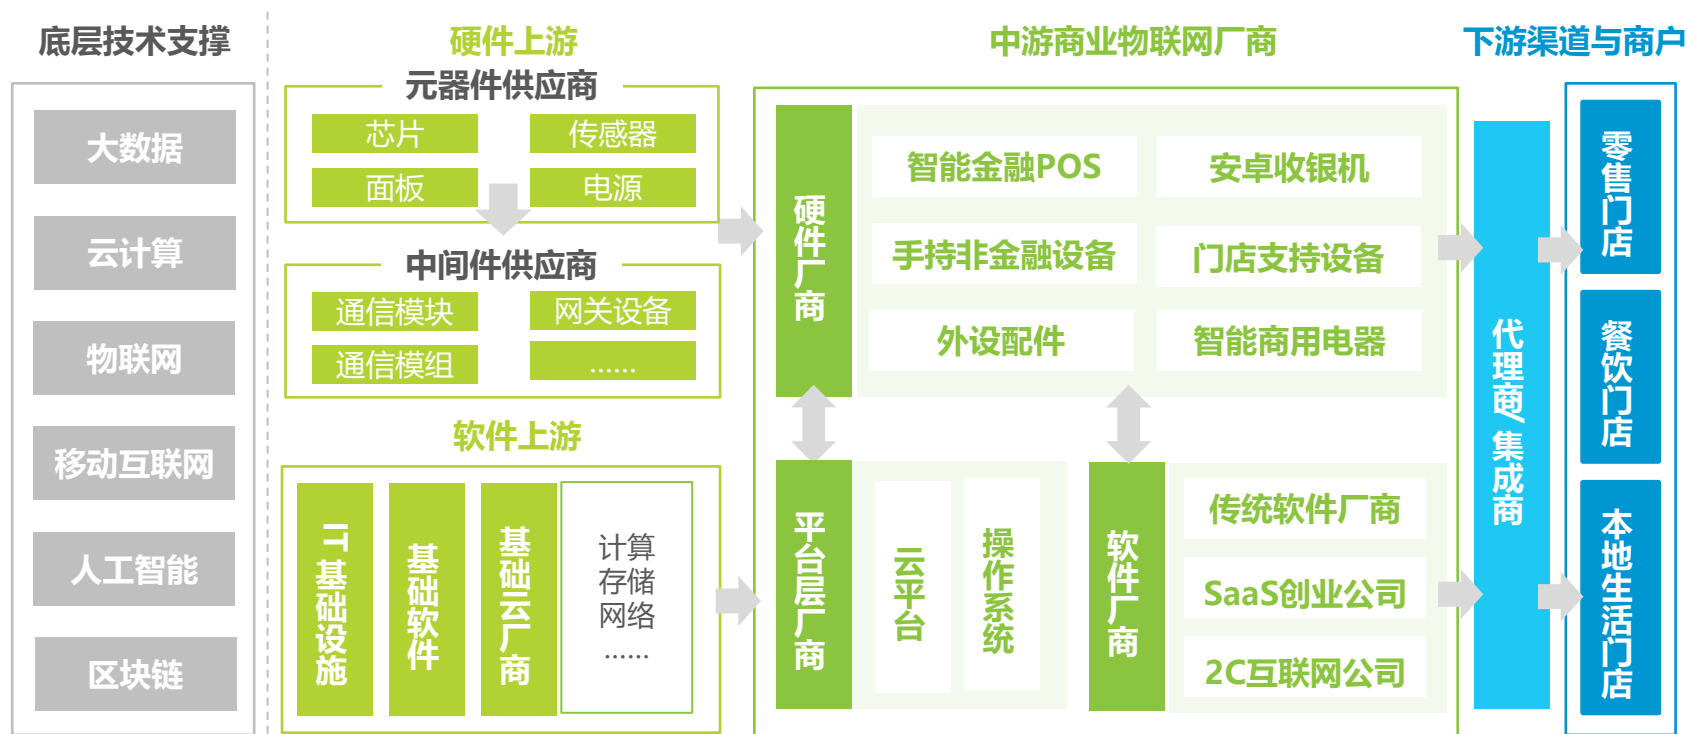 底层技术支撑
大数据
云计算
物联网
移动互联网
人工智能
区块链
硬件上游
元器件供应商
芯片
传感器
面板
电源
中间件供应商
通信模块
网关设备
通信模组
......
软件上游
IT基础设施
基础软件
基础云厂商
计算
存储
网络
......
中游商业物联网厂商
硬件厂商
智能金融POS
安卓收银机
手持非金融设备
门店支持设备
外设配件
智能商用电器
平台层厂商
云平台
操作系统
软件厂商
传统软件厂商
SaaS创业公司
2C互联网公司
代理商/集成商
下游渠道与商户
零售门店
餐饮门店
本地生活门店